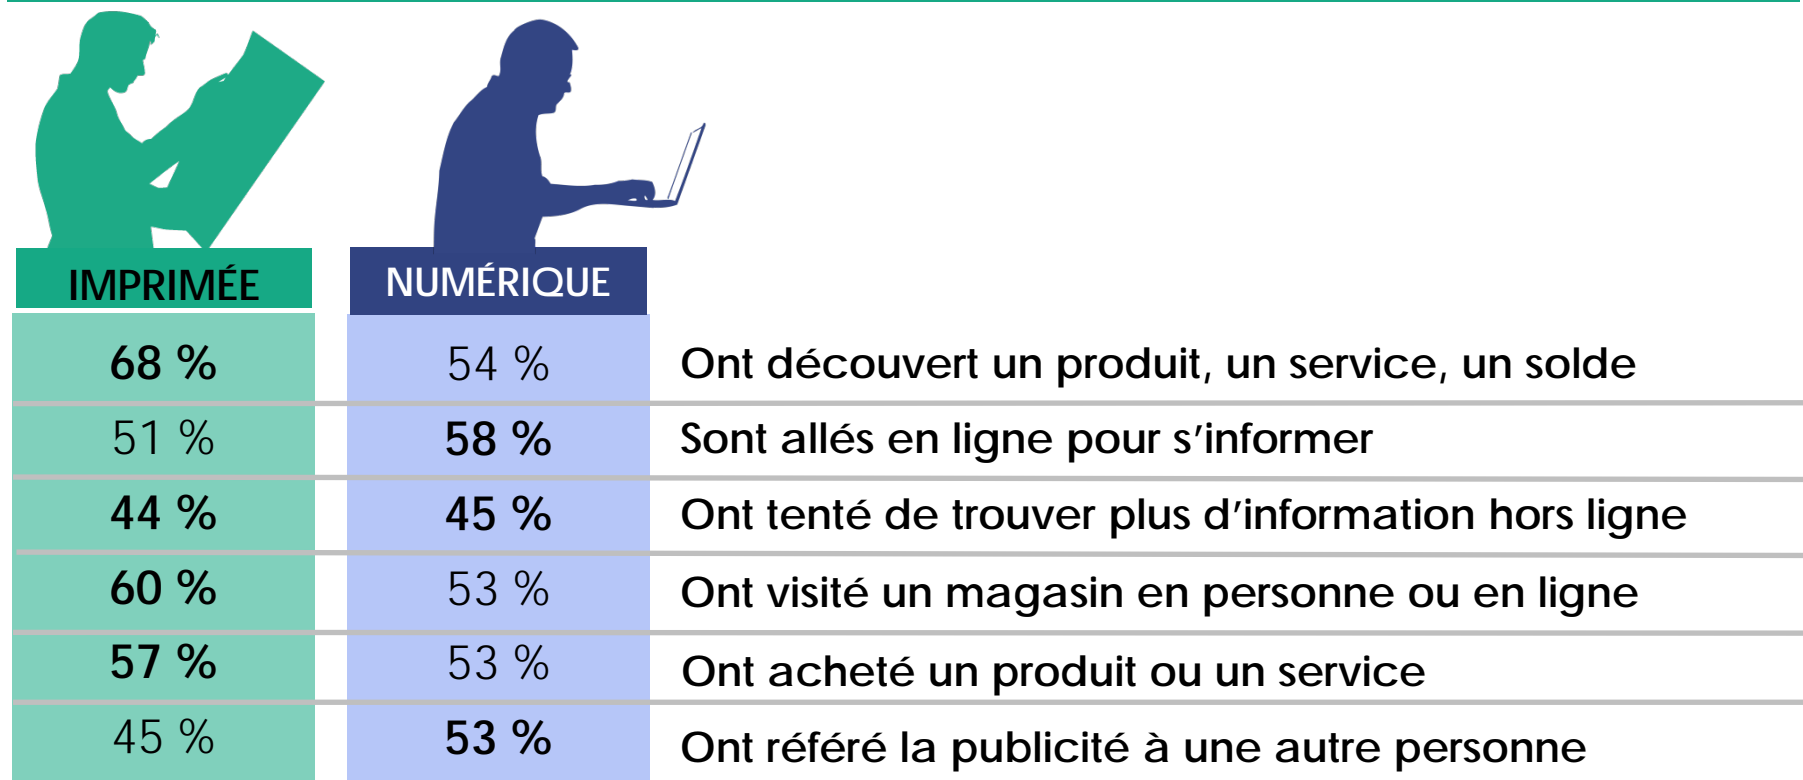 IMPRIMÉE NUMÉRIQUE
68 % 54 % Ont découvert un produit, un service, un solde
51 % 58 % Sont allés en ligne pour s’informer
44 % 45 % Ont tenté de trouver plus d’information hors ligne
60 % 53 % Ont visité un magasin en personne ou en ligne
57 % 53 % Ont acheté un produit ou un service
45 % 53 % Ont référé la publicité à une autre personne